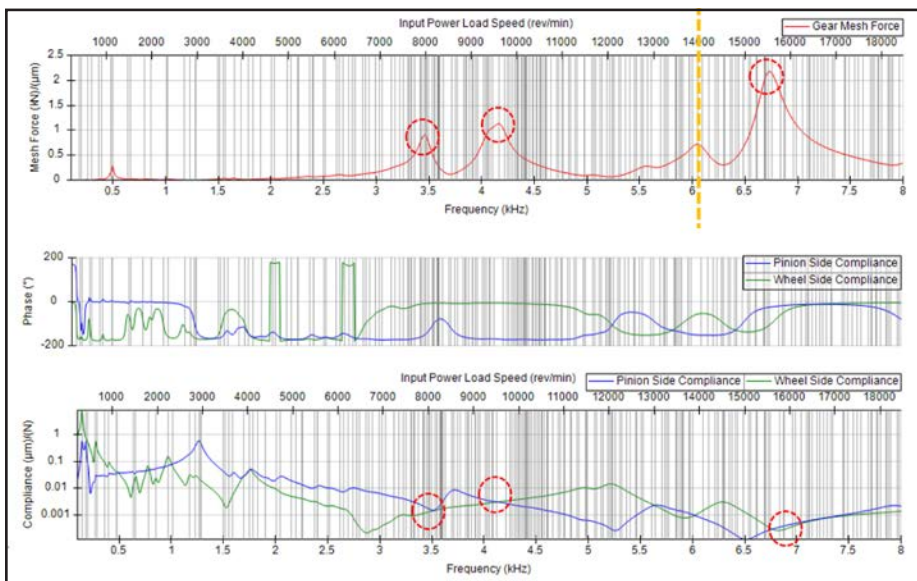 Input Power Load Speed (rev/min)
Gear Mesh Force
1000 2000 3000 4000 5000 6000 7000 8000 9000 10000 11000 12000 13000 14000 15000 16000 17000 18000
Mesh Force (kN)/(µm)
2.5
2
1.5
1
0.5
0
0.5 1 1.5 2 2.5 3 3.5 4 4.5 5 5.5 6 6.5 7 7.5 8
Frequency (kHz)
Phase (°)
200
0
-200
Pinion Side Compliance
Wheel Side Compliance
Input Power Load Speed (rev/min)
Pinion Side Compliance Wheel Side Compliance
1000 2000 3000 4000 5000 6000 7000 8000 9000 10000 11000 12000 13000 14000 15000 16000 17000 18000
Compliance (µm)/(N)
1
0.1
0.01
0.001
0.5 1 1.5 2 2.5 3 3.5 4 4.5 5 5.5 6 6.5 7 7.5 8
Frequency (kHz)